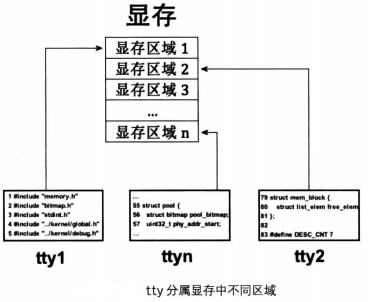 显存
显存区域 1
显存区域 2
显存区域 3
...
显存区域 n
1 #include "memory.h"
2 #include "bitmap.h"
3 #include "stdint.h"
4 #include "../kernel/global.h"
5 #include "../kernel/debug.h"
...
55 struct pool {
56 struct bitmap pool_bitmap;
57 uint32_t phy_addr_start;
...
79 struct mem_block {
80 struct list_elem free_elem
81 };
82
83 #define DESC_CNT 7
tty1
ttyn
tty2
tty 分属显存中不同区域